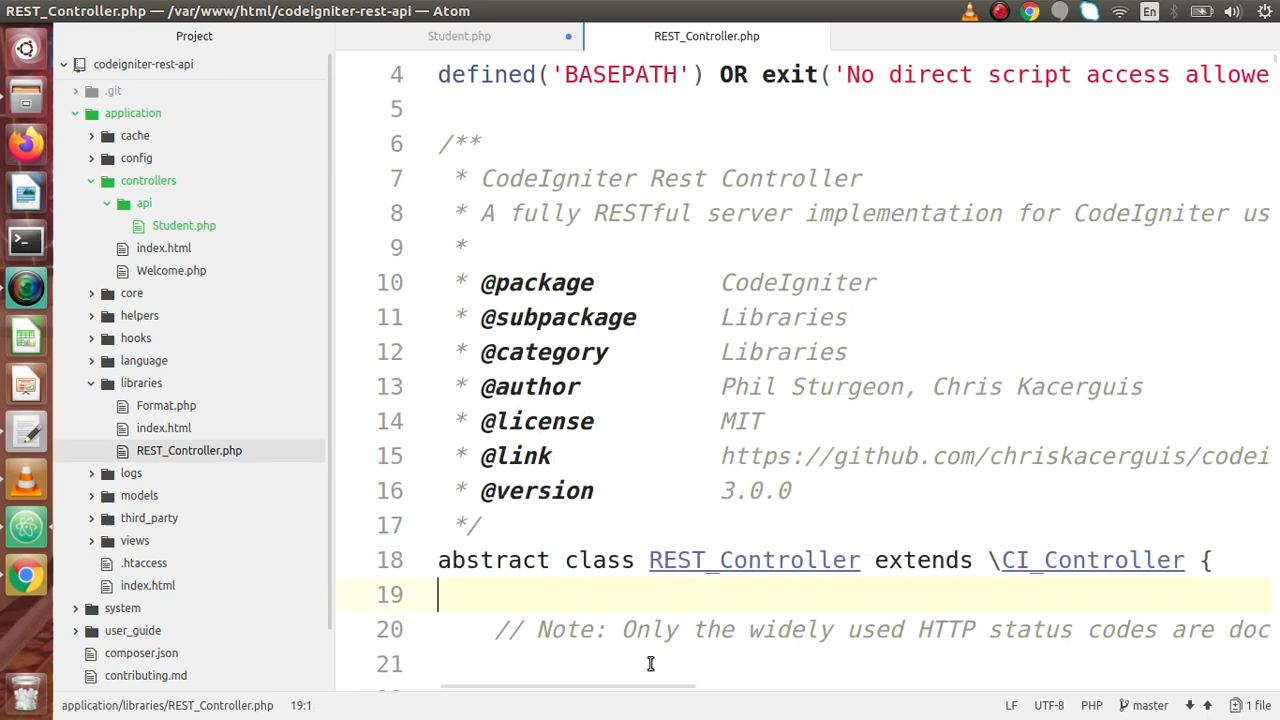 REST_Controller.php — /var/www/html/codeigniter-rest-api — Atom
En
Project
Student.php
REST_Controller.php
codeigniter-rest-api
.git
application
cache
config
controllers
api
Student.php
index.html
Welcome.php
core
helpers
hooks
language
libraries
Format.php
index.html
REST_Controller.php
logs
models
third_party
views
.htaccess
index.html
system
user_guide
composer.json
contributing.md
4 defined('BASEPATH') OR exit('No direct script access allowe
5
6 /**
7 * CodeIgniter Rest Controller
8 * A fully RESTful server implementation for CodeIgniter us
9 *
10 * @package CodeIgniter
11 * @subpackage Libraries
12 * @category Libraries
13 * @author Phil Sturgeon, Chris Kacerguis
14 * @license MIT
15 * @link https://github.com/chriskacerguis/codei
16 * @version 3.0.0
17 */
18 abstract class REST_Controller extends \CI_Controller {
19
20 // Note: Only the widely used HTTP status codes are doc
21
application/libraries/REST_Controller.php 19:1 LF UTF-8 PHP master 1 file